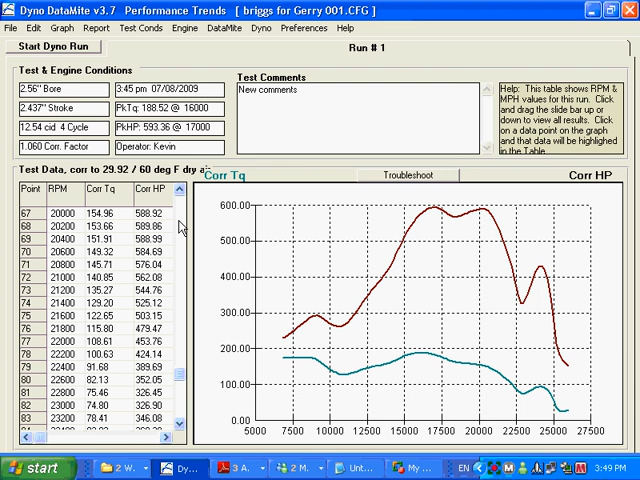 Dyno DataMite v3.7 Performance Trends [ briggs for Gerry 001.CFG ]
File Edit Graph Report Test Conds Engine DataMite Dyno Preferences Help
Start Dyno Run
Run # 1
Test & Engine Conditions
2.56" Bore
3:45 pm 07/08/2009
2.437" Stroke
PkTq: 188.52 @ 16000
12.54 cid 4 Cycle
PkHP: 593.36 @ 17000
1.060 Corr. Factor
Operator: Kevin
Test Comments
New comments
Help: This table shows RPM &
MPH values for this run. Click
and drag the slide bar up or
down to view all results. Click
on a data point on the graph
and that data will be highlighted
in the Table.
Test Data, corr to 29.92 / 60 deg F dry a
Corr Tq
Troubleshoot
Corr HP
Point RPM Corr Tq Corr HP
67 20000 154.96 588.92
68 20200 153.66 589.86
69 20400 151.91 588.99
70 20600 149.32 584.69
71 20800 145.71 576.04
72 21000 140.85 562.08
73 21200 135.27 544.76
74 21400 129.20 525.12
75 21600 122.65 503.15
76 21800 115.80 479.47
77 22000 108.61 453.76
78 22200 100.63 424.14
79 22400 91.68 389.69
80 22600 82.13 352.05
81 22800 75.46 326.45
82 23000 74.80 326.90
83 23200 78.41 346.08
600.00
500.00
400.00
300.00
200.00
100.00
0.00
5000 7500 10000 12500 15000 17500 20000 22500 25000 27500
start
2 W..
Dy...
3 A..
2 M..
Unt...
My ...
EN
3:49 PM